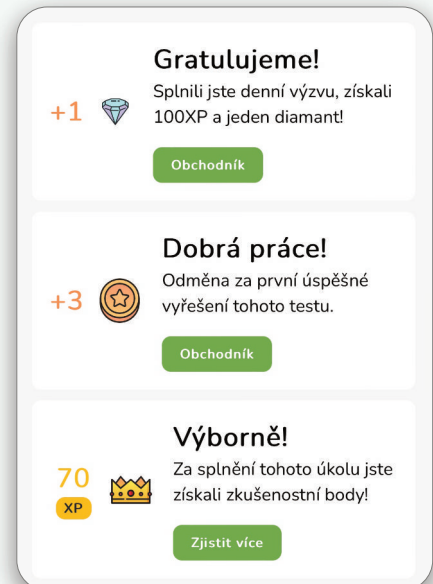 Gratulujeme!
+1
Splnili jste denní výzvu, získali
100XP a jeden diamant!
Obchodník
Dobrá práce!
+3
Odměna za první úspěšné
vyřešení tohoto testu.
Obchodník
Výborně!
70
XP
Za splnění tohoto úkolu jste
získali zkušenostní body!
Zjistit více